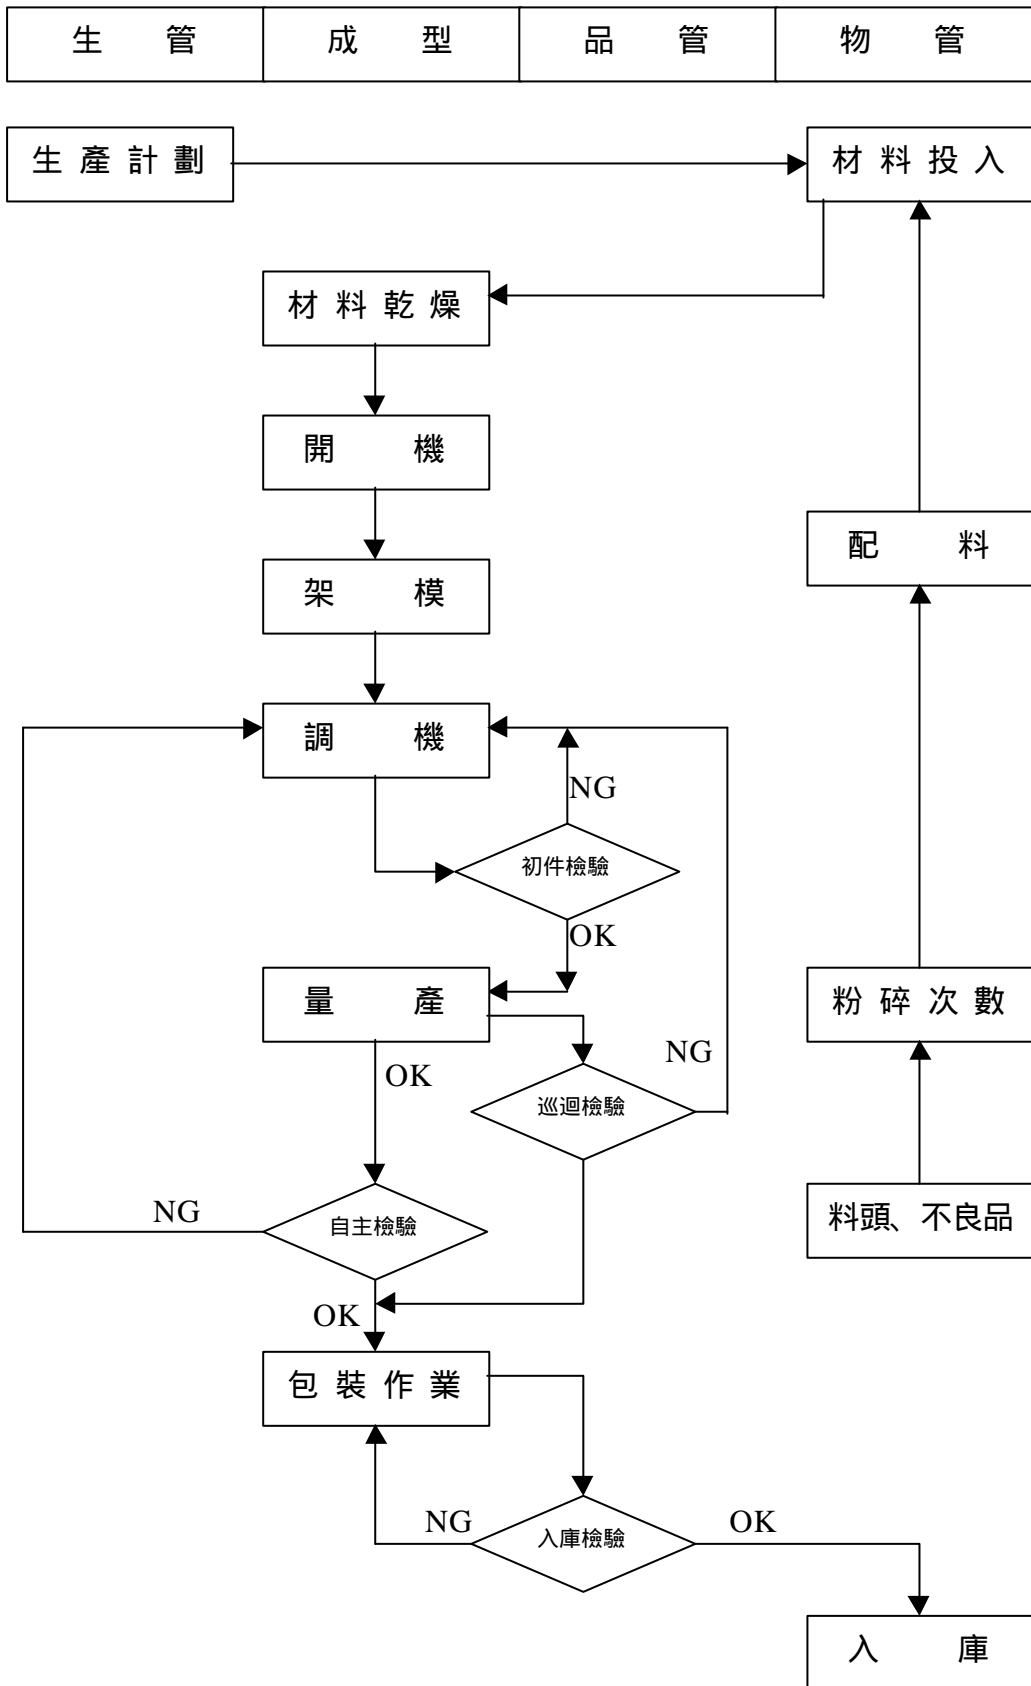 生管 成型 品管 物管
生產計劃 材料投入
材料乾燥
開機
配料
架模
調機
NG
初件檢驗
OK
量產 粉碎次數
NG
OK
巡迴檢驗
NG 自主檢驗 料頭、不良品
OK
包裝作業
NG 入庫檢驗 OK
入庫